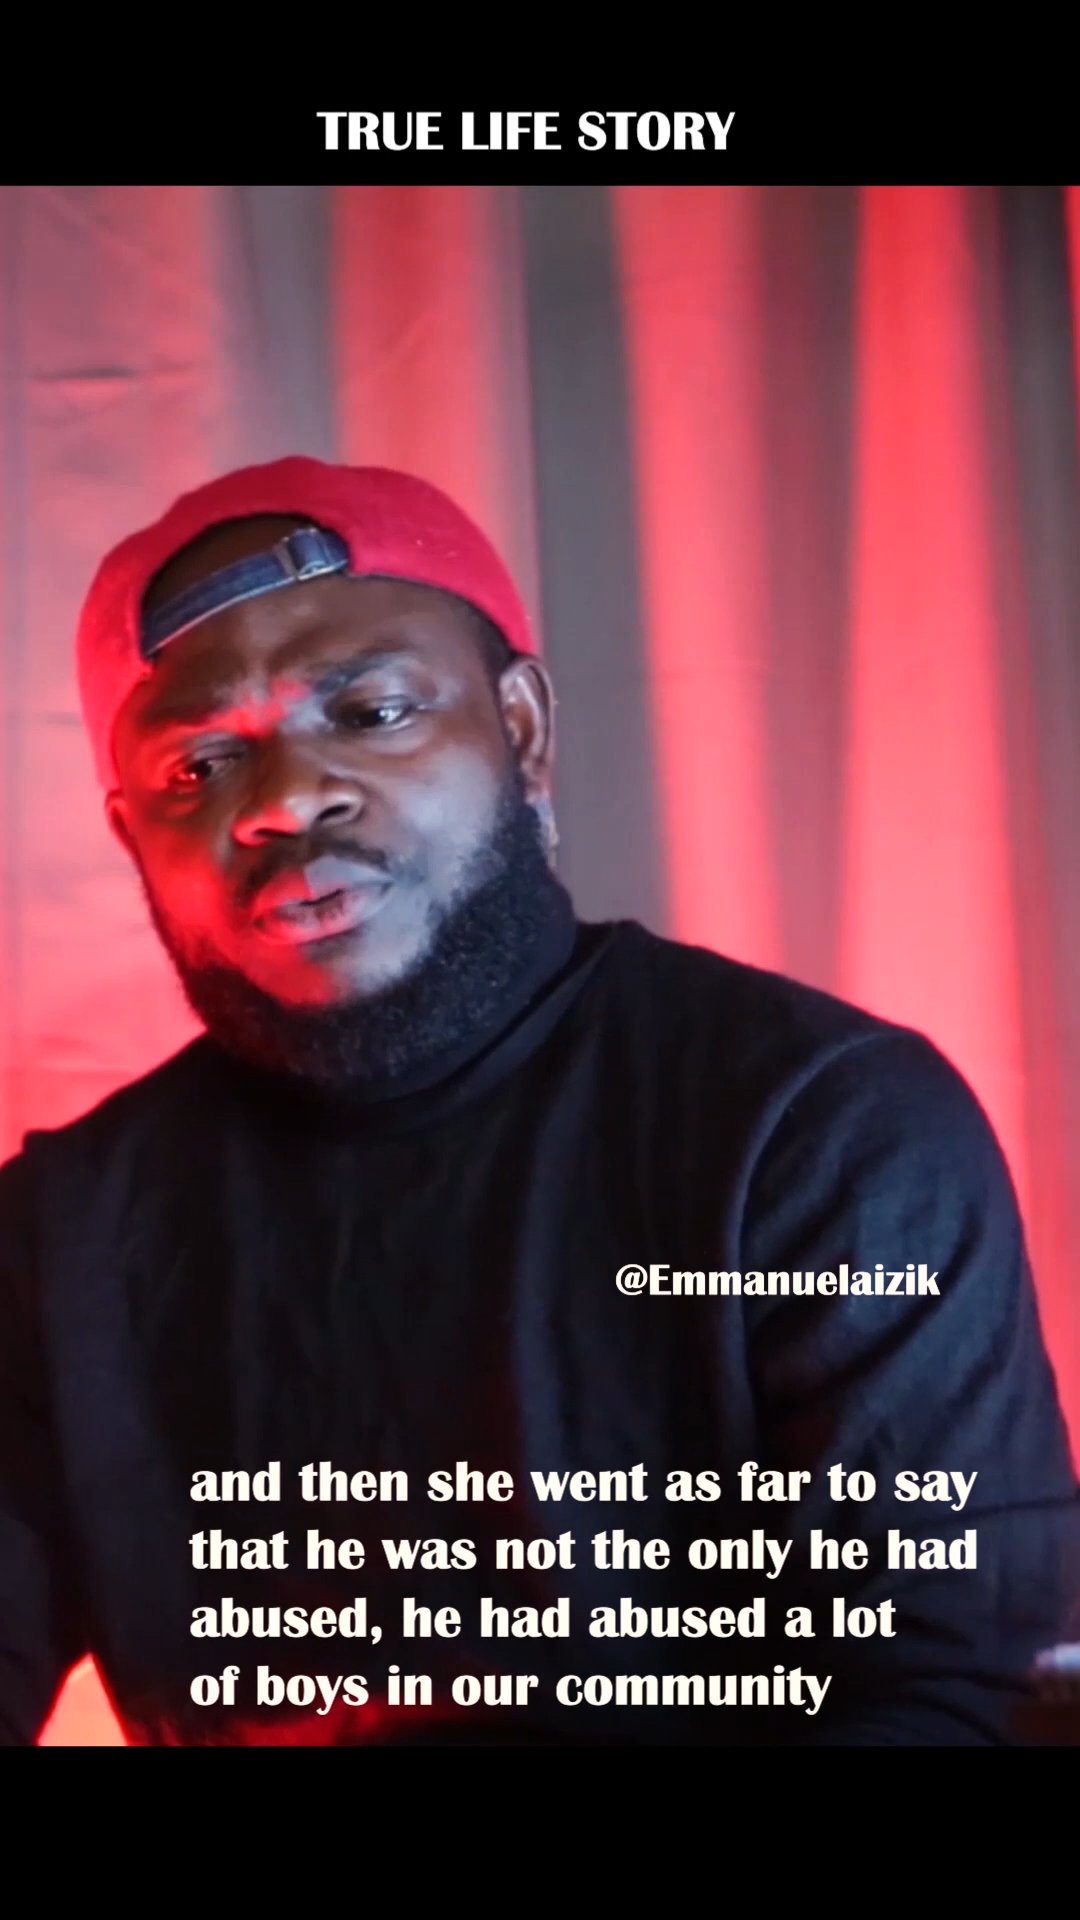 TRUE LIFE STORY
@Emmanuelaizik
and then she went as far to say
that he was not the only he had
abused, he had abused a lot
of boys in our community